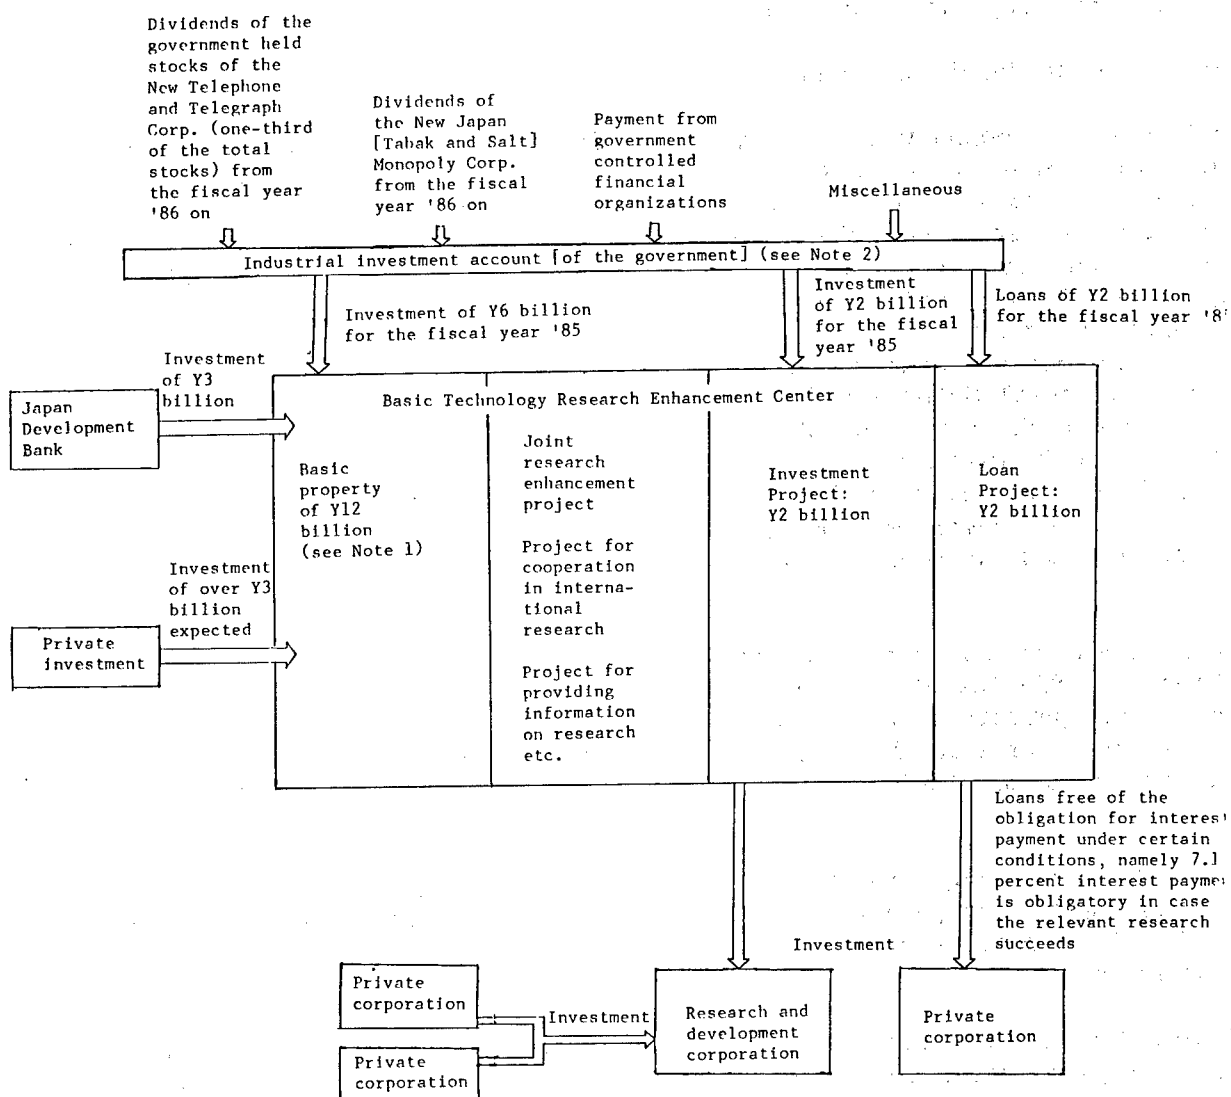 Dividends of the
government held
stocks of the
New Telephone
and Telegraph
Corp. (one-third
of the total
stocks) from
the fiscal year
'86 on
Dividends of
the New Japan
[Tabak and Salt]
Monopoly Corp.
from the fiscal
year '86 on
Payment from
government
controlled
financial
organizations
Miscellaneous
Industrial investment account [of the government] (see Note 2)
Investment of Y6 billion
for the fiscal year '85
Investment
of Y2 billion
for the fiscal
year '85
Loans of Y2 billion
for the fiscal year
Investment
of Y3
billion
Japan
Development
Bank
Basic Technology Research Enhancement Center
Basic
property
of Y12
billion
(see Note 1)
Joint
research
enhancement
project
Project for
cooperation
in interna-
tional
research
Project for
providing
information
on research
etc.
Investment
Project:
Y2 billion
Loan
Project:
Y2 billion
Investment
of over Y3
billion
expected
Private
investment
Loans free of the
obligation for
payment under certain
conditions, namely 7.1
percent interest
is obligatory in case
the relevant research
succeeds
Investment
Private
corporation
Private
corporation
Investment
Research and
development
corporation
Private
corporation